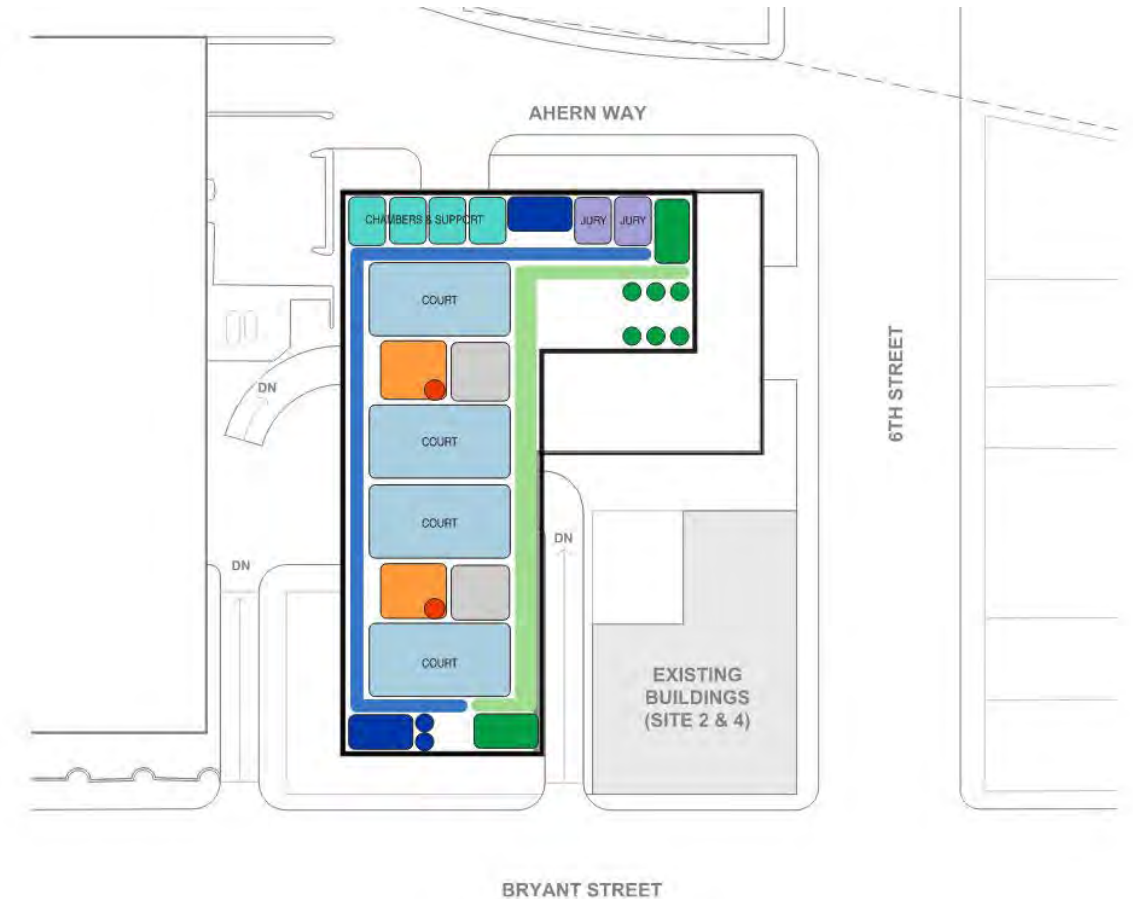 AHERN WAY
CHAMBERS & SUPPORT
JURY
JURY
COURT
DN
6TH STREET
COURT
COURT
DN
DN
COURT
EXISTING
BUILDINGS
(SITE 2 & 4)
BRYANT STREET